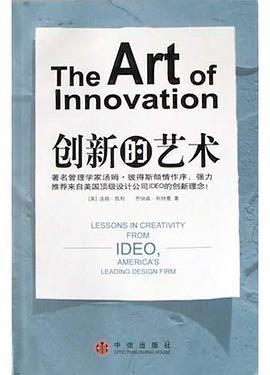 The Art of
Innovation
创新的艺术
著名管理学家汤姆·彼得斯倾情作序，强力
推荐来自美国顶级设计公司IDEO的创新理念！
[美] 汤姆·凯利 乔纳森·利特曼 著
LESSONS IN CREATIVITY
FROM
IDEO,
AMERICA'S
LEADING DESIGN FIRM
中信出版社
CITIC PUBLISHING HOUSE